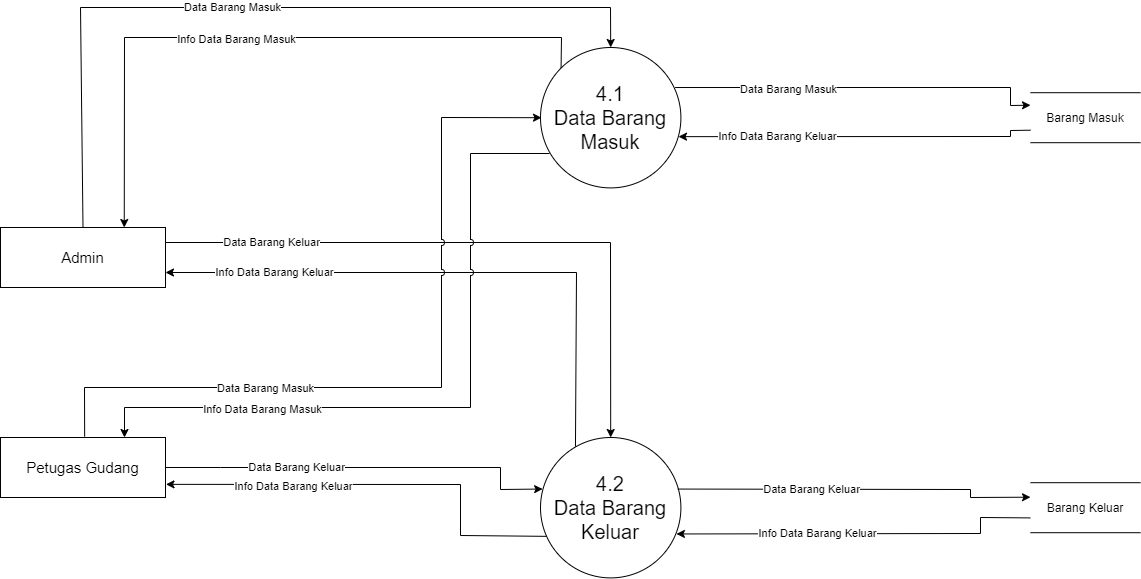 Data Barang Masuk
Info Data Barang Masuk
4.1
Data Barang
Masuk
Data Barang Masuk
Barang Masuk
Info Data Barang Keluar
Data Barang Keluar
Admin
Info Data Barang Keluar
Data Barang Masuk
Info Data Barang Masuk
Petugas Gudang
Data Barang Keluar
Info Data Barang Keluar
4.2
Data Barang
Keluar
Data Barang Keluar
Barang Keluar
Info Data Barang Keluar